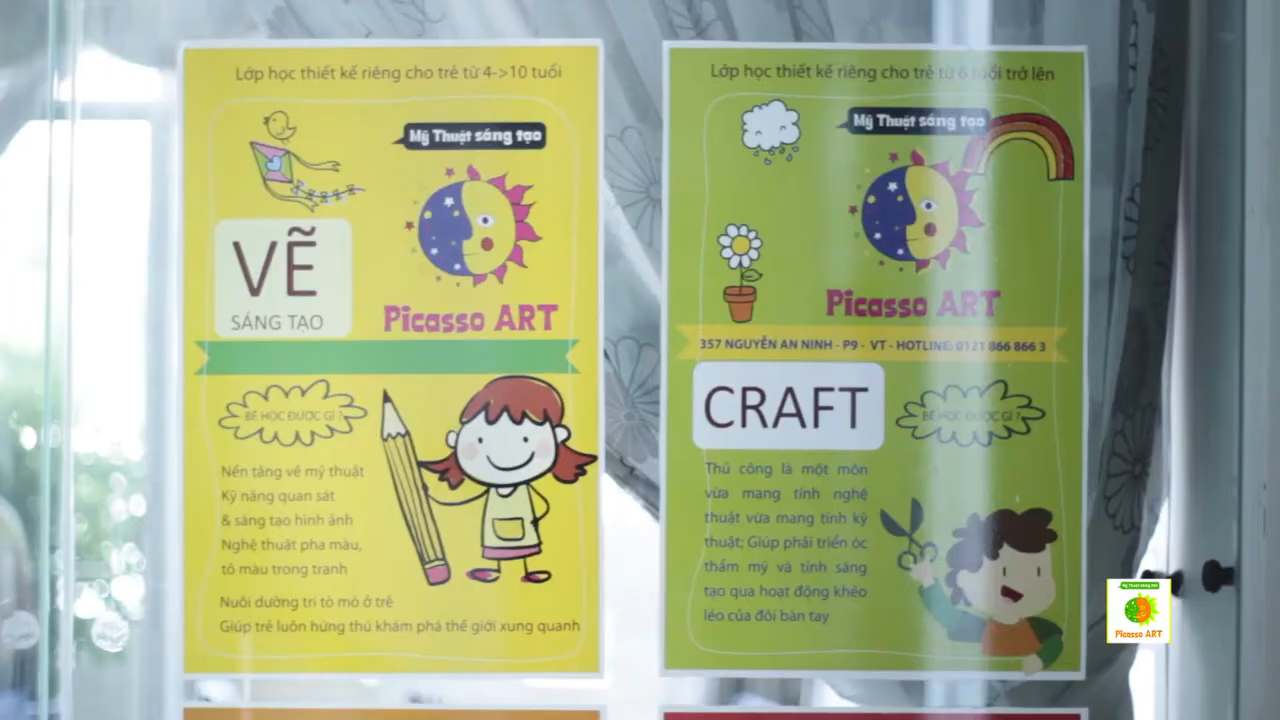 Lớp học thiết kế riêng cho trẻ từ 4->10 tuổi
Mỹ Thuật sáng tạo
VẼ
SÁNG TẠO
Picasso ART
BÉ HỌC ĐƯỢC GÌ ?
Nền tảng về mỹ thuật
Kỹ năng quan sát
& sáng tạo hình ảnh
Nghệ thuật pha màu,
tô màu trong tranh
Nuôi dưỡng trí tò mò ở trẻ
Giúp trẻ luôn hứng thú khám phá thế giới xung quanh
Lớp học thiết kế riêng cho trẻ từ 6 tuổi trở lên
Mỹ Thuật sáng tạo
Picasso ART
357 NGUYỄN AN NINH - P9 - VT - HOTLINE: 0121 866 866 3
CRAFT
BÉ HỌC ĐƯỢC GÌ ?
Thủ công là một môn
vừa mang tính nghệ
thuật vừa mang tính kỹ
thuật; Giúp phải triển óc
thẩm mỹ và tính sáng
tạo qua hoạt động khéo
léo của đôi bàn tay
Mỹ Thuật Sáng Tạo
Picasso ART